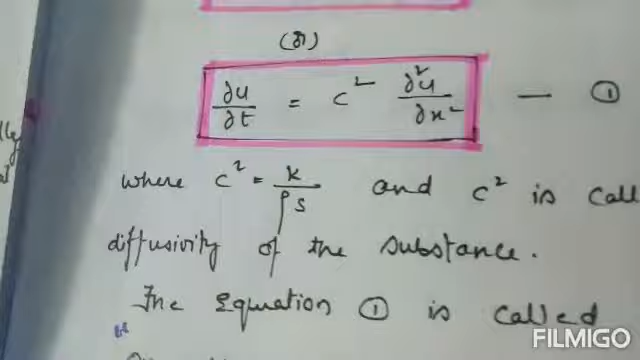 (or)
∂u/∂t = c² ∂²u/∂x² — ①
where c² = k/ρs and c² is call
diffusivity of the substance.
The Equation ① is called
FILMIGO